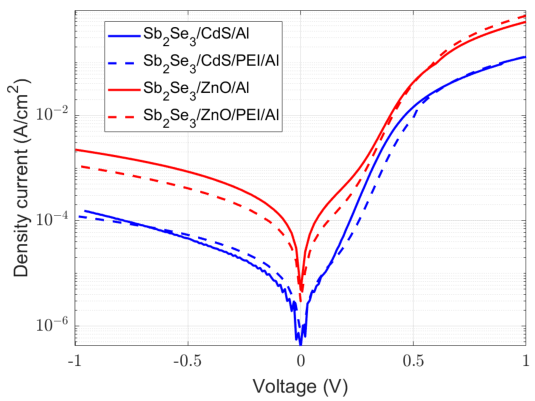 Sb₂Se₃/CdS/Al
Sb₂Se₃/CdS/PEI/Al
Sb₂Se₃/ZnO/Al
Sb₂Se₃/ZnO/PEI/Al
Density current (A/cm²)
10⁻²
10⁻⁴
10⁻⁶
-1
-0.5
0
0.5
1
Voltage (V)